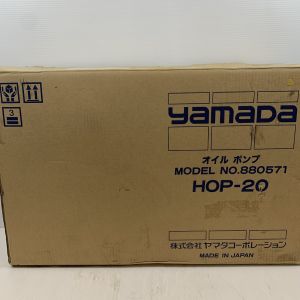 3
yamada
オイル ポンプ
MODEL NO.880571
HOP-20
株式会社 ヤマダコーポレーション
MADE IN JAPAN